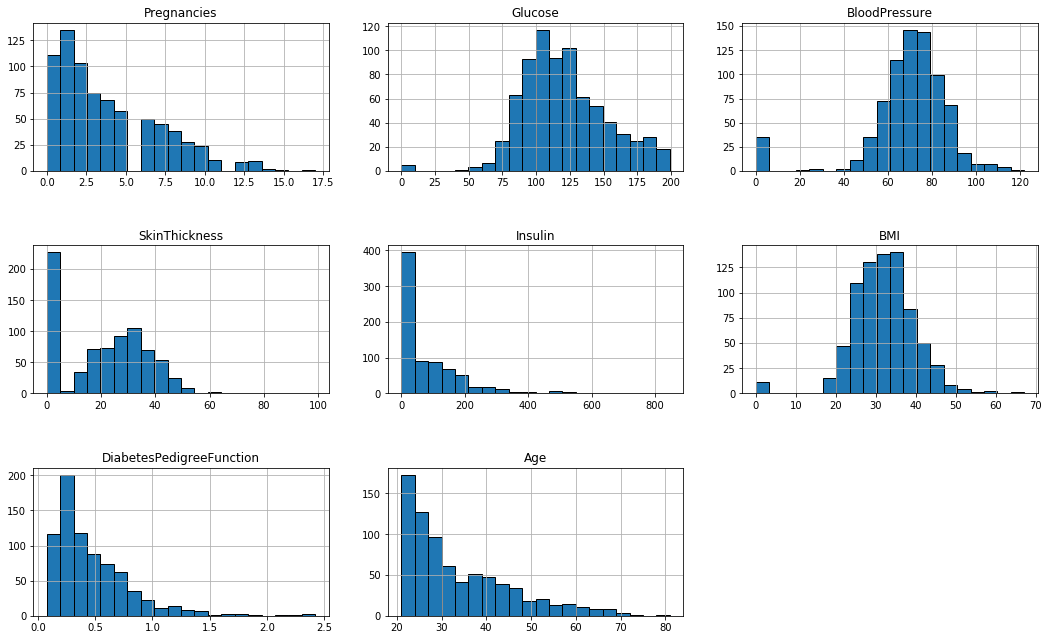 Pregnancies
125
100
75
50
25
0
0.0 2.5 5.0 7.5 10.0 12.5 15.0 17.5
Glucose
120
100
80
60
40
20
0
0 25 50 75 100 125 150 175 200
BloodPressure
150
125
100
75
50
25
0
0 20 40 60 80 100 120
SkinThickness
200
150
100
50
0
0 20 40 60 80 100
Insulin
400
300
200
100
0
0 200 400 600 800
BMI
125
100
75
50
25
0
0 10 20 30 40 50 60 70
DiabetesPedigreeFunction
200
150
100
50
0
0.0 0.5 1.0 1.5 2.0 2.5
Age
150
100
50
0
20 30 40 50 60 70 80